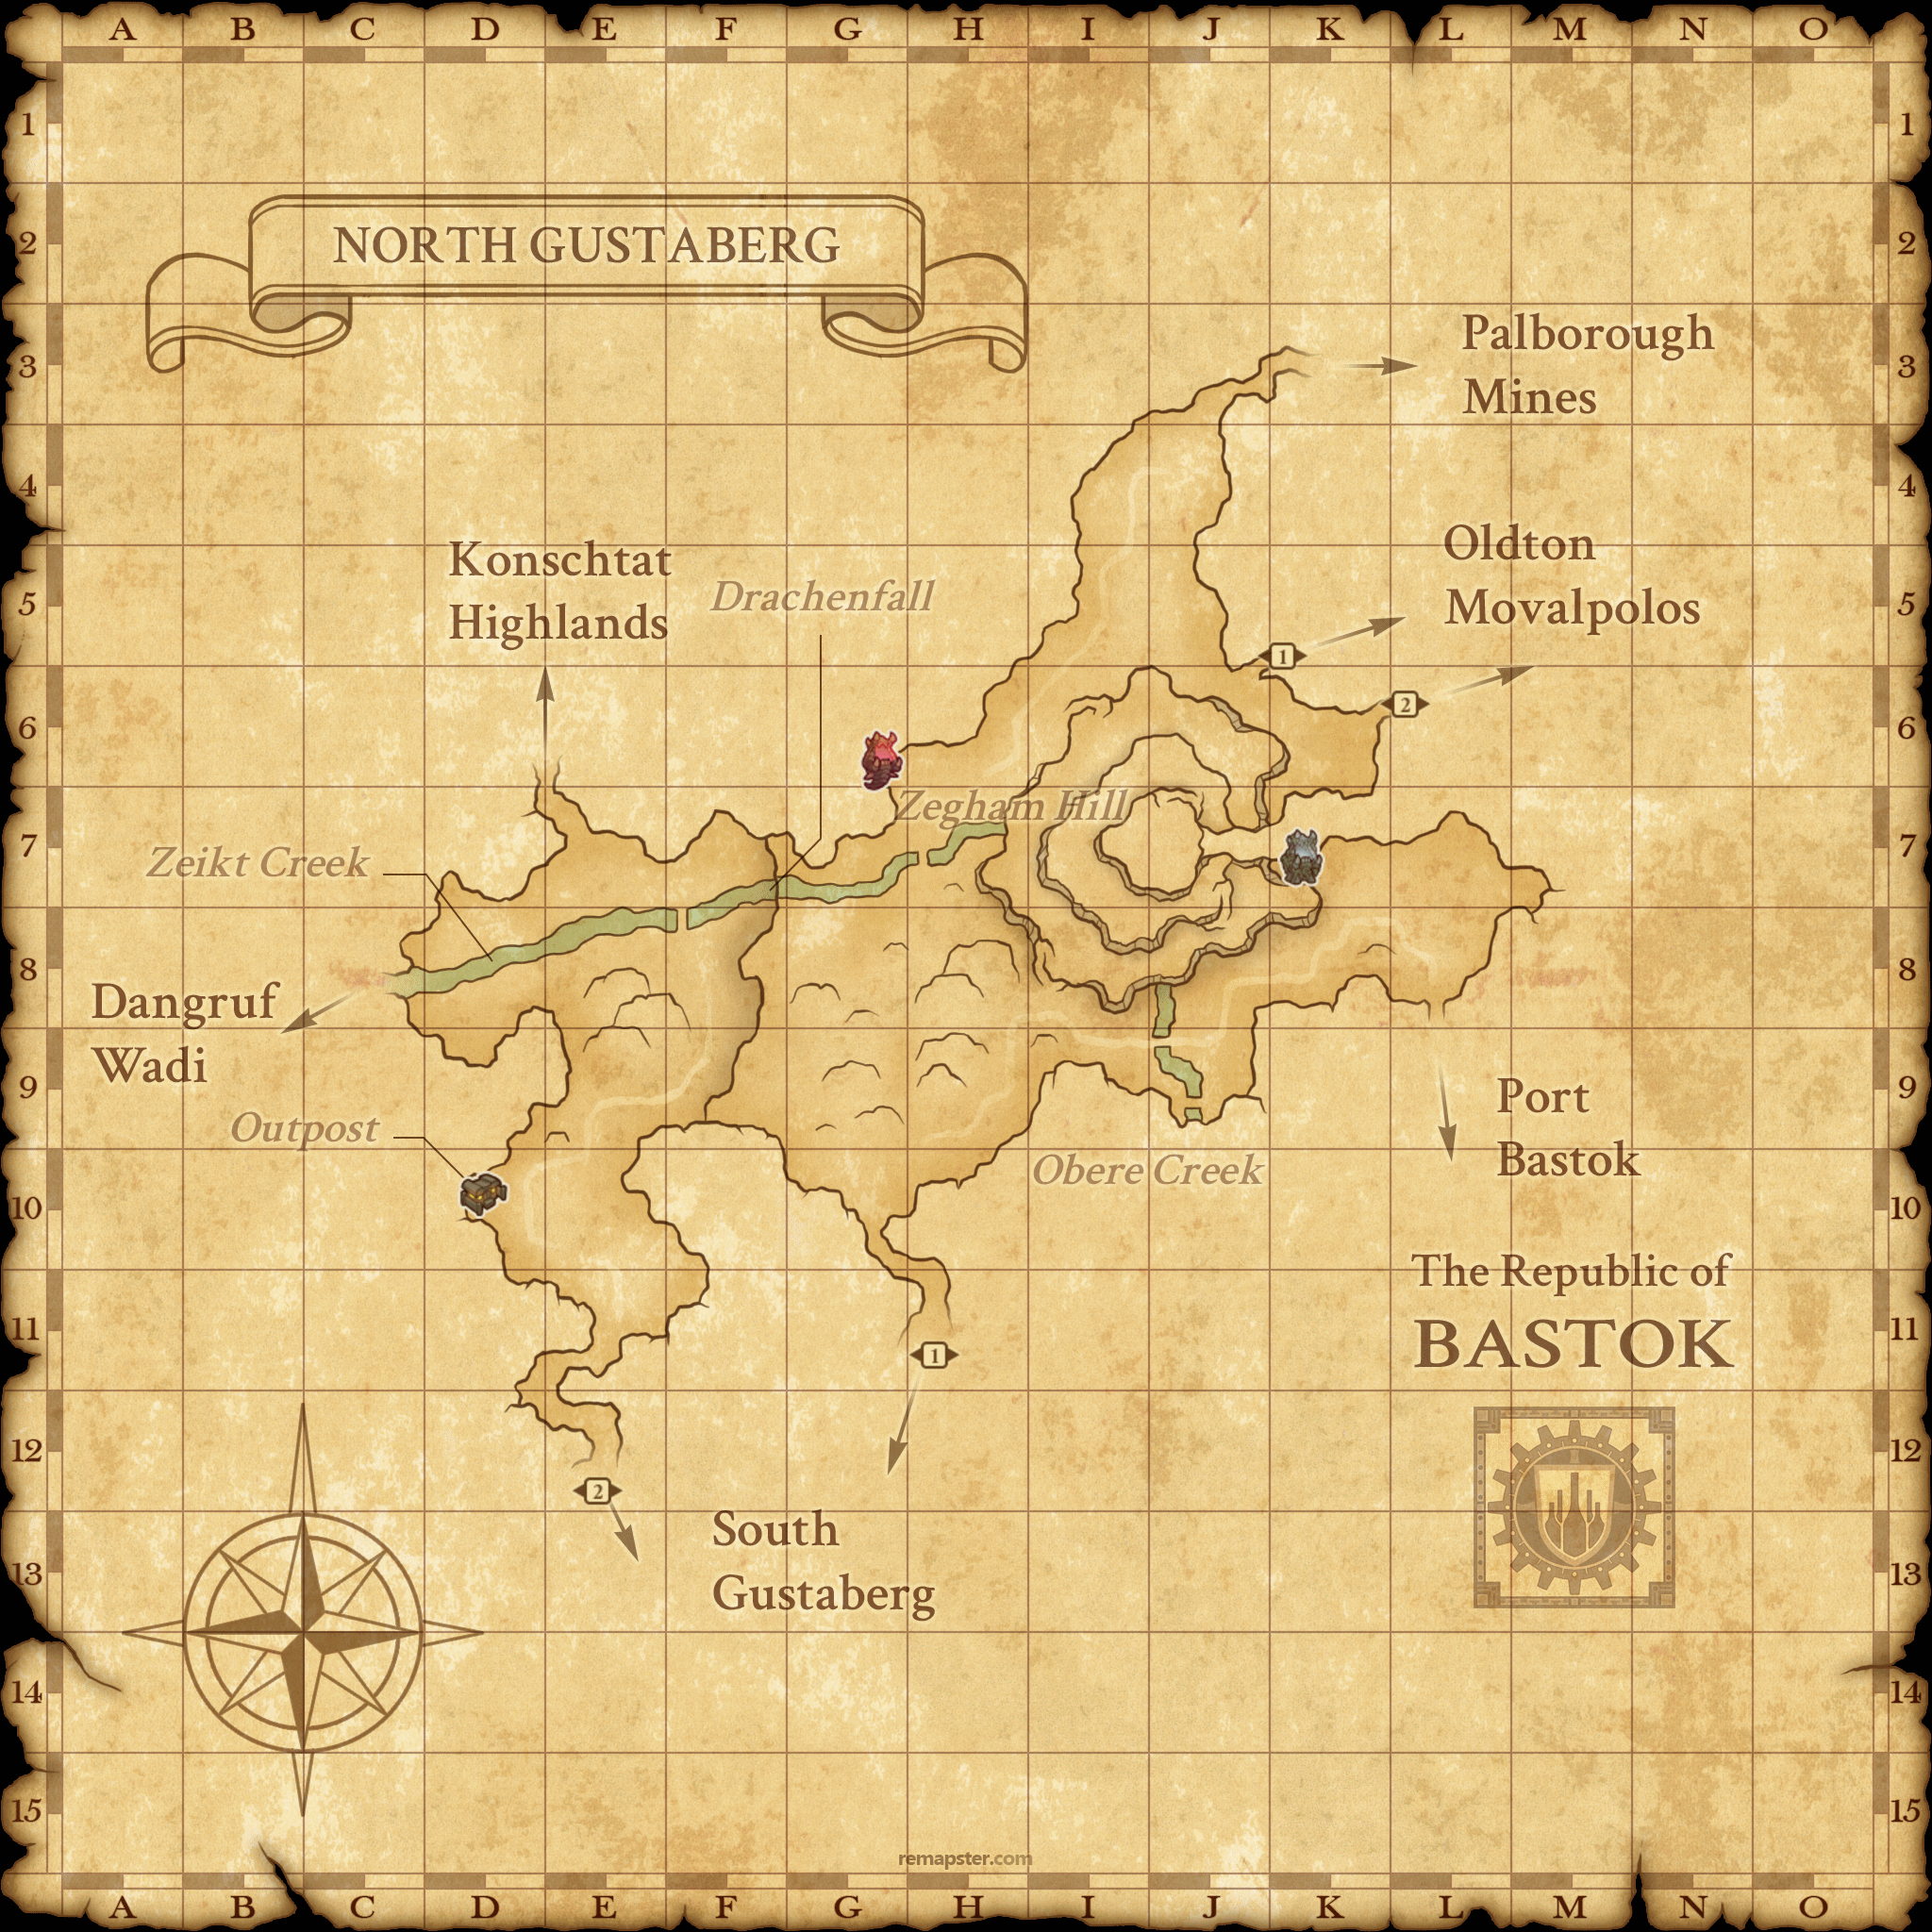 A B C D E F G H I J K L M N O
1 1
NORTH GUSTABERG
2 2
Palborough
Mines
3 3
4 4
Konschtat
Highlands
Drachenfall
Oldton
Movalpolos
5 5
1
2
6 6
Zegham Hill
7 7
Zeikt Creek
8 8
Dangruf
Wadi
9 9
Port
Bastok
Outpost
Obere Creek
10 10
The Republic of
BASTOK
11 11
1
12 12
2
South
Gustaberg
13 13
14 14
15 15
remapster.com
A B C D E F G H I J K L M N O